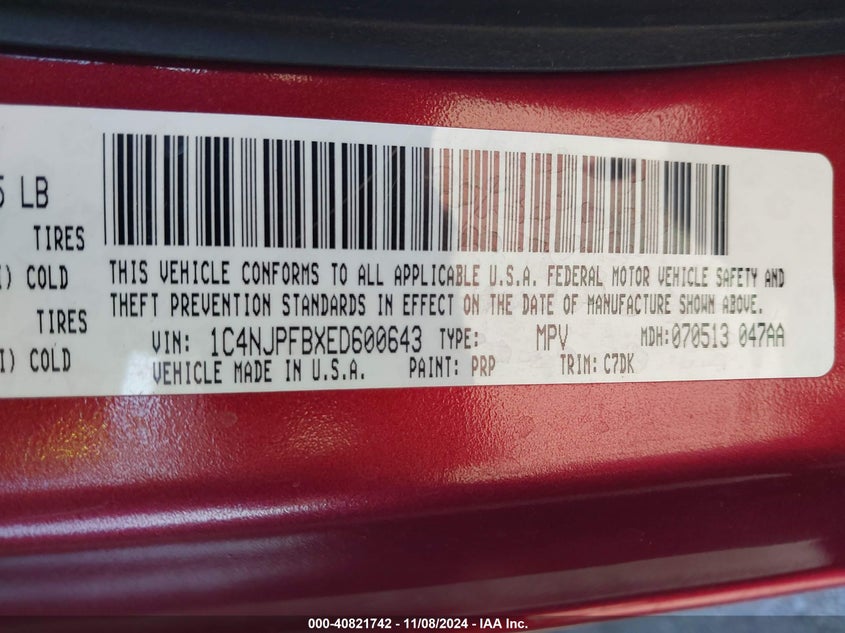 5 LB
TIRES
I) COLD
TIRES
I) COLD
THIS VEHICLE CONFORMS TO ALL APPLICABLE U.S.A. FEDERAL MOTOR VEHICLE SAFETY AND
THEFT PREVENTION STANDARDS IN EFFECT ON THE DATE OF MANUFACTURE SHOWN ABOVE.
VIN: 1C4NJPFBXED600643 TYPE: MPV MDH:070513 047AA
VEHICLE MADE IN U.S.A. PAINT: PRP TRIM: C7DK
000-40821742 - 11/08/2024 - IAA Inc.